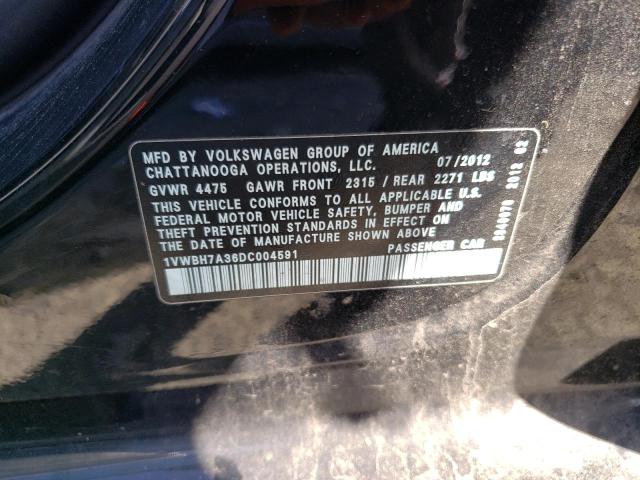 MFD BY VOLKSWAGEN GROUP OF AMERICA
CHATTANOOGA OPERATIONS, LLC. 07/2012
GVWR 4475 GAWR FRONT 2315 / REAR 2271 LBS
THIS VEHICLE CONFORMS TO ALL APPLICABLE U.S.
FEDERAL MOTOR VEHICLE SAFETY, BUMPER AND
THEFT PREVENTION STANDARDS IN EFFECT ON
THE DATE OF MANUFACTURE SHOWN ABOVE
1VWBH7A36DC004591 PASSENGER CAR
2012 02